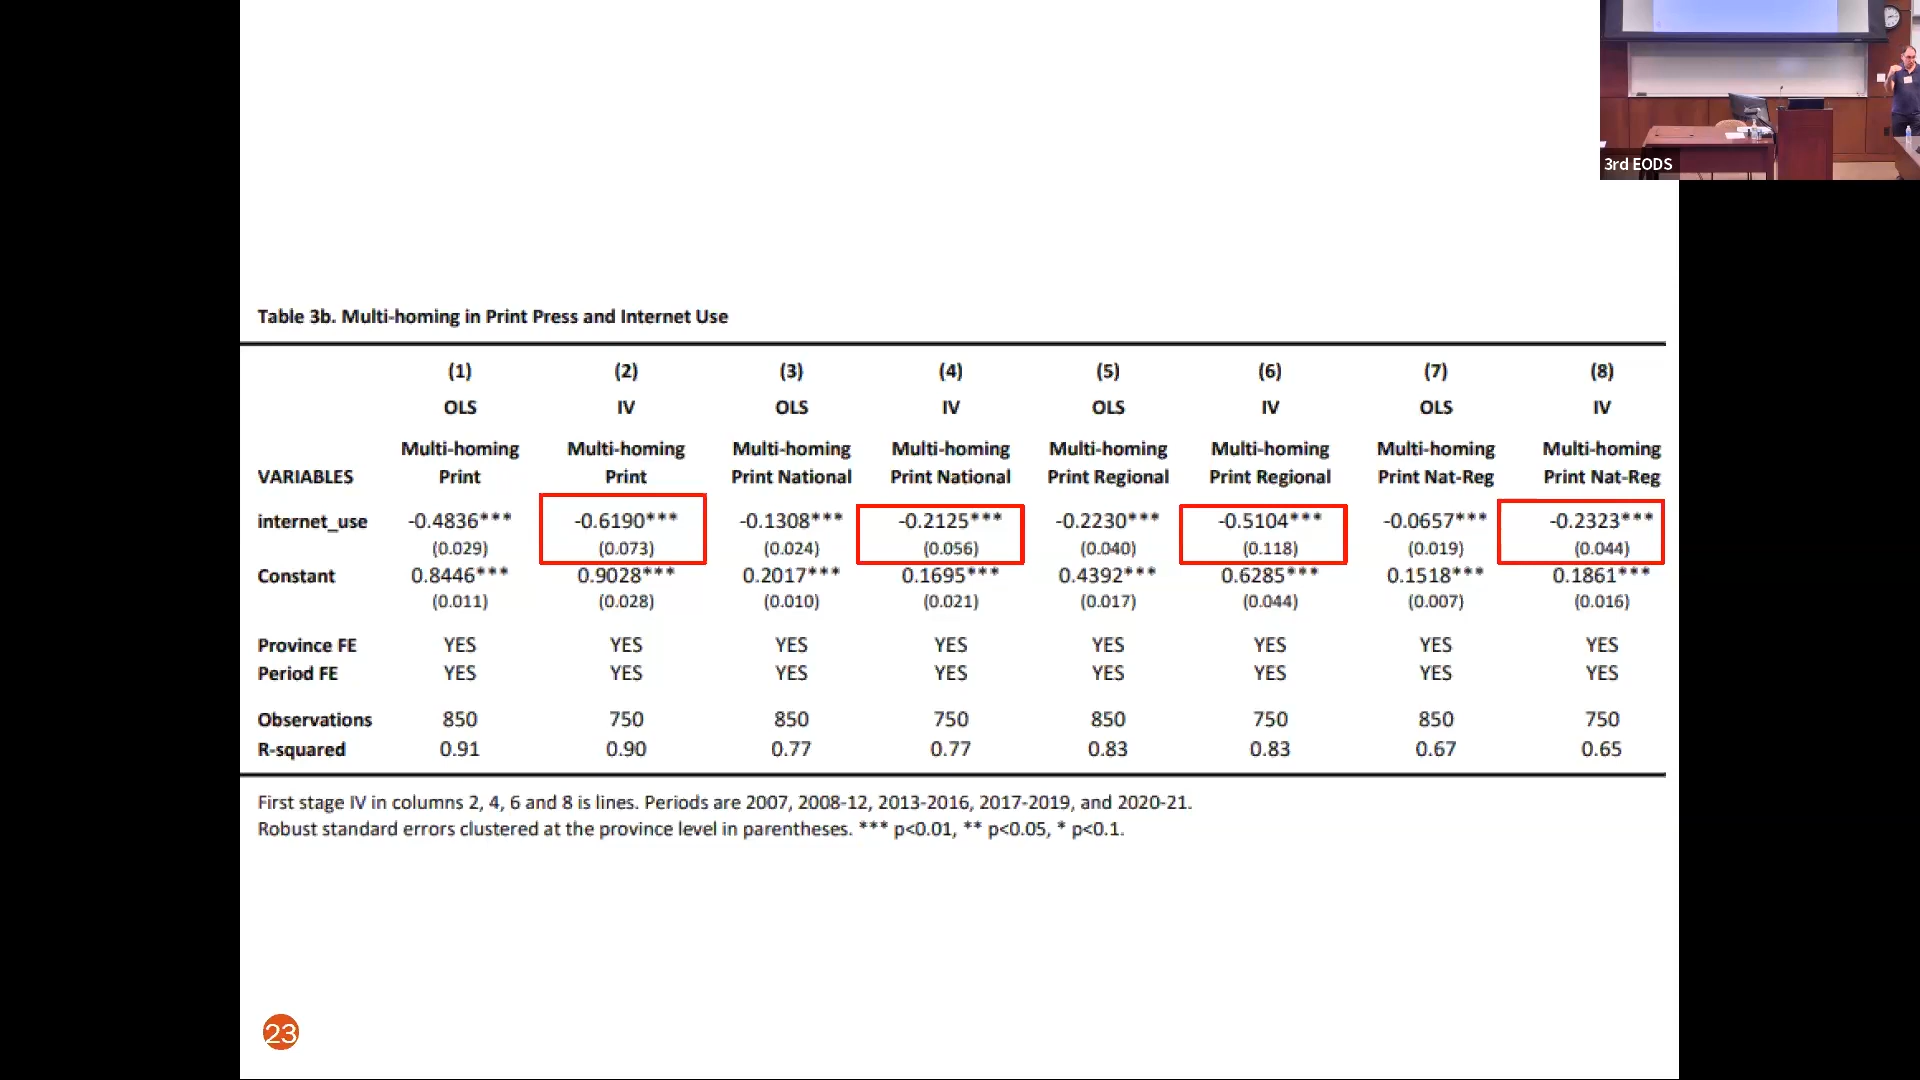 3rd EODS
Table 3b. Multi-homing in Print Press and Internet Use
(1) (2) (3) (4) (5) (6) (7) (8)
OLS IV OLS IV OLS IV OLS IV
Multi-homing Multi-homing Multi-homing Multi-homing Multi-homing Multi-homing Multi-homing Multi-homing
VARIABLES Print Print Print National Print National Print Regional Print Regional Print Nat-Reg Print Nat-Reg
internet_use -0.4836*** -0.6190*** -0.1308*** -0.2125*** -0.2230*** -0.5104*** -0.0657*** -0.2323***
(0.029) (0.073) (0.024) (0.056) (0.040) (0.118) (0.019) (0.044)
Constant 0.8446*** 0.9028*** 0.2017*** 0.1695*** 0.4392*** 0.6285*** 0.1518*** 0.1861***
(0.011) (0.028) (0.010) (0.021) (0.017) (0.044) (0.007) (0.016)
Province FE YES YES YES YES YES YES YES YES
Period FE YES YES YES YES YES YES YES YES
Observations 850 750 850 750 850 750 850 750
R-squared 0.91 0.90 0.77 0.77 0.83 0.83 0.67 0.65
First stage IV in columns 2, 4, 6 and 8 is lines. Periods are 2007, 2008-12, 2013-2016, 2017-2019, and 2020-21.
Robust standard errors clustered at the province level in parentheses. *** p<0.01, ** p<0.05, * p<0.1.
23